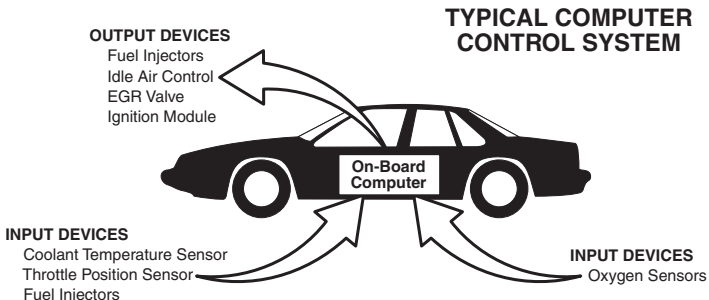 TYPICAL COMPUTER
CONTROL SYSTEM
OUTPUT DEVICES
Fuel Injectors
Idle Air Control
EGR Valve
Ignition Module
On-Board
Computer
INPUT DEVICES
Coolant Temperature Sensor
Throttle Position Sensor
Fuel Injectors
INPUT DEVICES
Oxygen Sensors